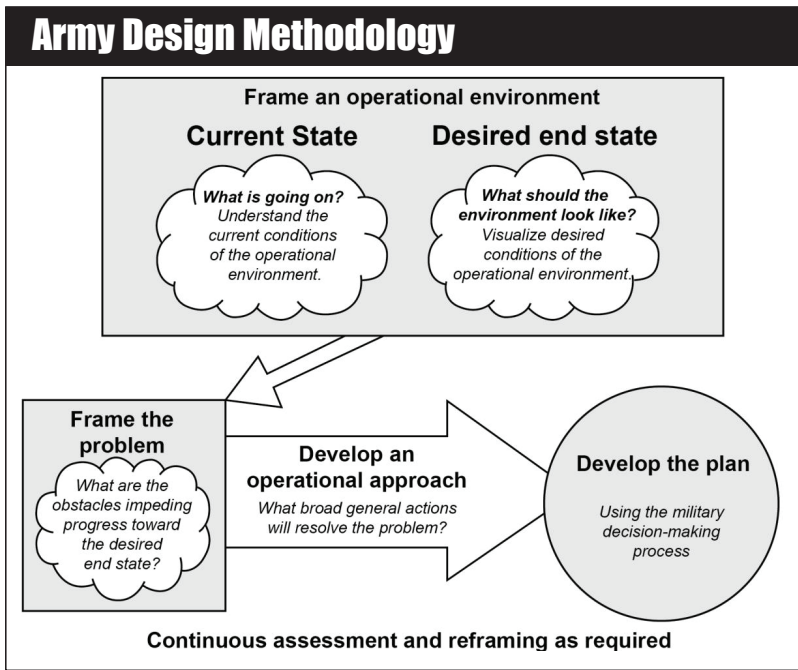 Army Design Methodology
Frame an operational environment
Current State
What is going on?
Understand the
current conditions
of the operational
environment.
Desired end state
What should the
environment look like?
Visualize desired
conditions of the
operational environment.
Frame the
problem
What are the
obstacles impeding
progress toward
the desired
end state?
Develop an
operational approach
What broad general actions
will resolve the problem?
Develop the plan
Using the military
decision-making
process
Continuous assessment and reframing as required